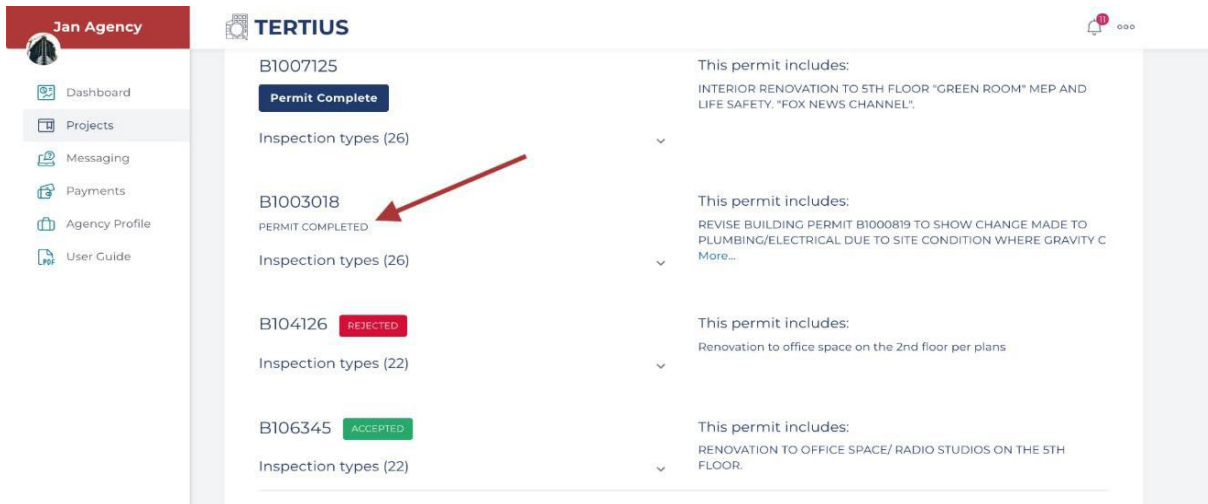 Jan Agency
TERTIUS
11
Dashboard
Projects
Messaging
Payments
Agency Profile
PDF
User Guide
B1007125
Permit Complete
Inspection types (26)
This permit includes:
INTERIOR RENOVATION TO 5TH FLOOR "GREEN ROOM" MEP AND
LIFE SAFETY. "FOX NEWS CHANNEL".
B1003018
PERMIT COMPLETED
Inspection types (26)
This permit includes:
REVISE BUILDING PERMIT B1000819 TO SHOW CHANGE MADE TO
PLUMBING/ELECTRICAL DUE TO SITE CONDITION WHERE GRAVITY C
More...
B104126 REJECTED
Inspection types (22)
This permit includes:
Renovation to office space on the 2nd floor per plans
B106345 ACCEPTED
Inspection types (22)
This permit includes:
RENOVATION TO OFFICE SPACE/ RADIO STUDIOS ON THE 5TH
FLOOR.